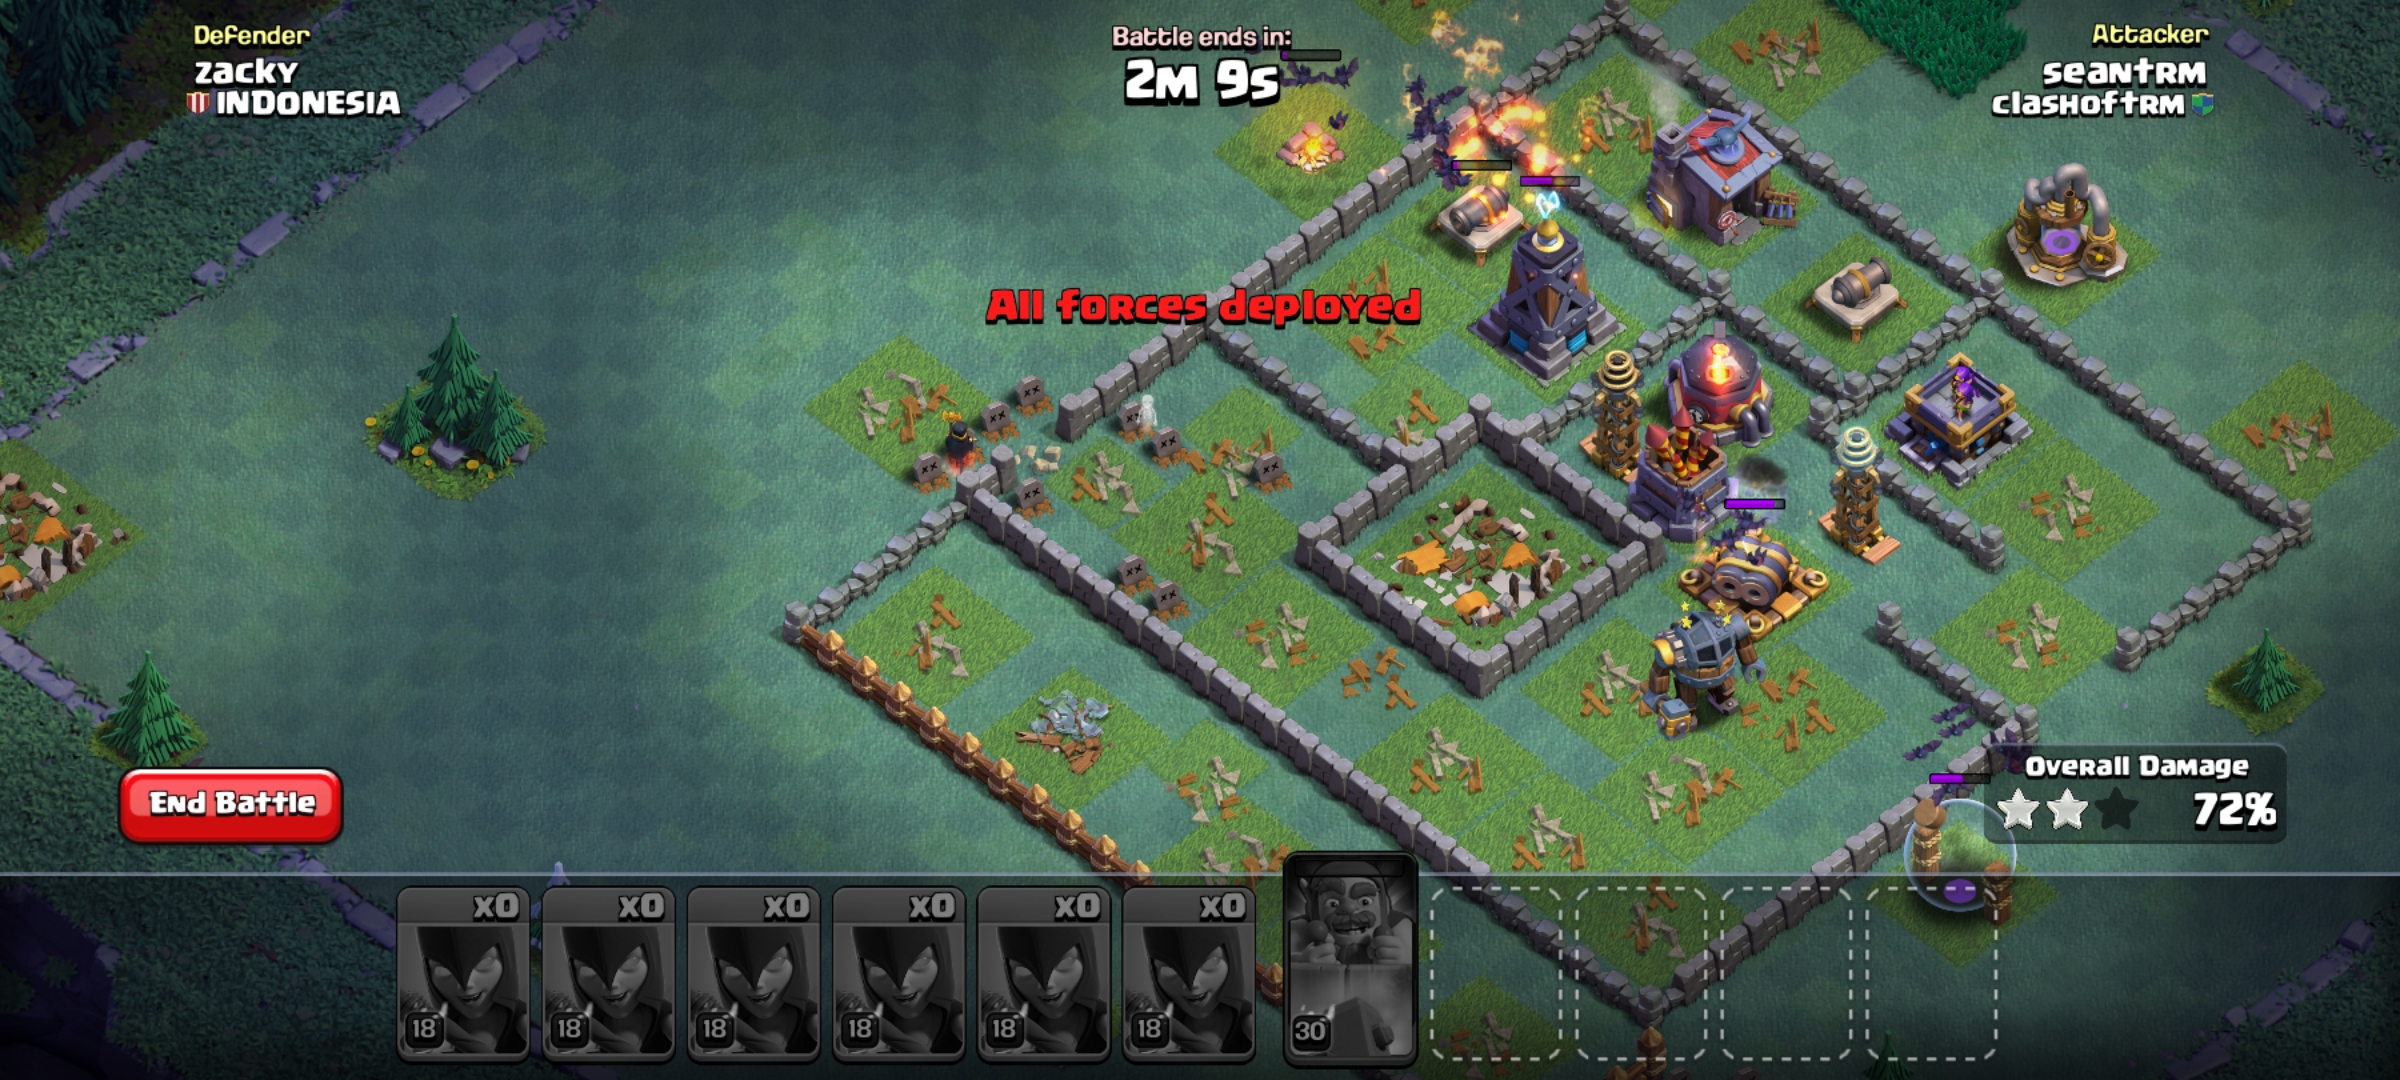 Defender
zacky
INDONESIA
Battle ends in:
2M 9S
Attacker
seantRM
clashoftRM
All forces deployed
End Battle
Overall Damage
72%
x0
x0
x0
x0
x0
x0
18
18
18
18
18
18
30